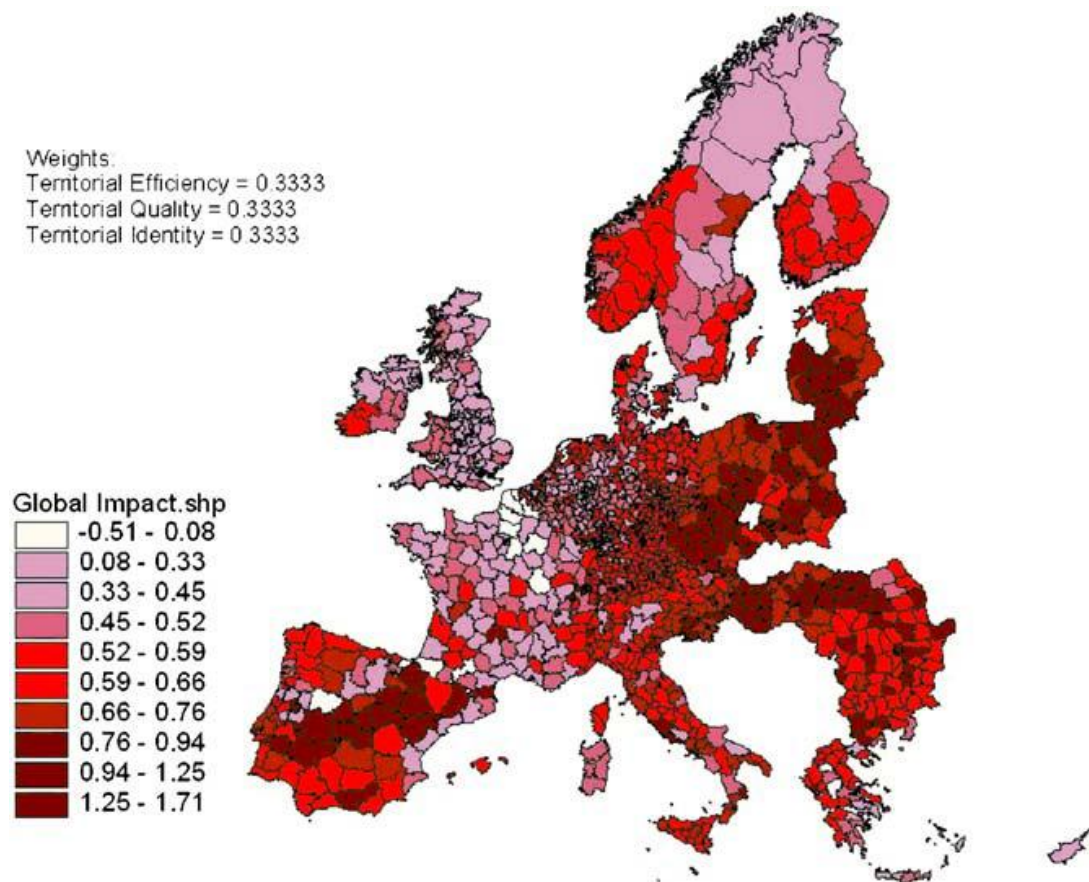 Weights:
Territorial Efficiency = 0.3333
Territorial Quality = 0.3333
Territorial Identity = 0.3333
Global Impact.shp
-0.51 - 0.08
0.08 - 0.33
0.33 - 0.45
0.45 - 0.52
0.52 - 0.59
0.59 - 0.66
0.66 - 0.76
0.76 - 0.94
0.94 - 1.25
1.25 - 1.71